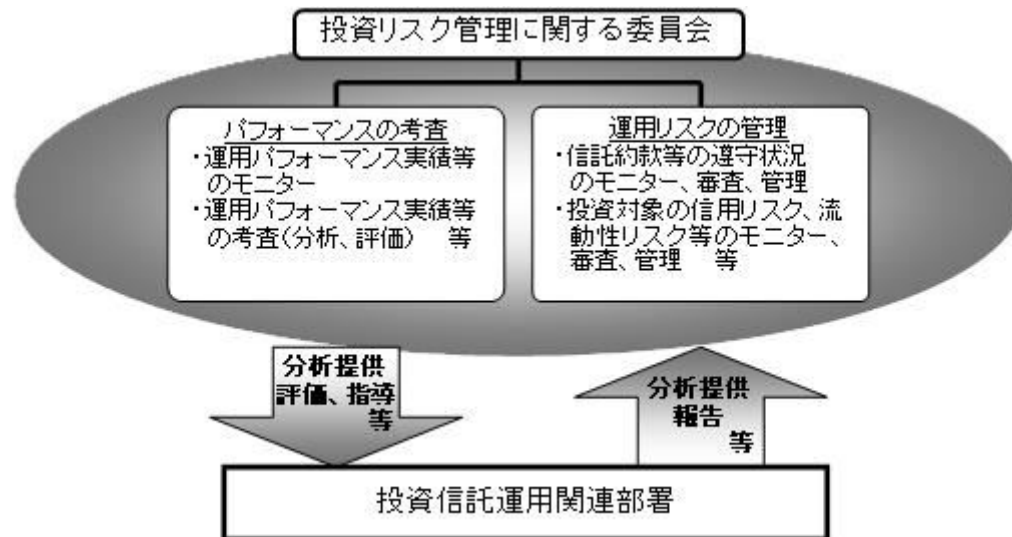 投資リスク管理に関する委員会
パフォーマンスの考査
・運用パフォーマンス実績等
のモニター
・運用パフォーマンス実績等
の考査(分析、評価)　等
運用リスクの管理
・信託約款等の遵守状況
のモニター、審査、管理
・投資対象の信用リスク、流
動性リスク等のモニター、
審査、管理　等
分析提供
評価、指導
等
分析提供
報告
等
投資信託運用関連部署